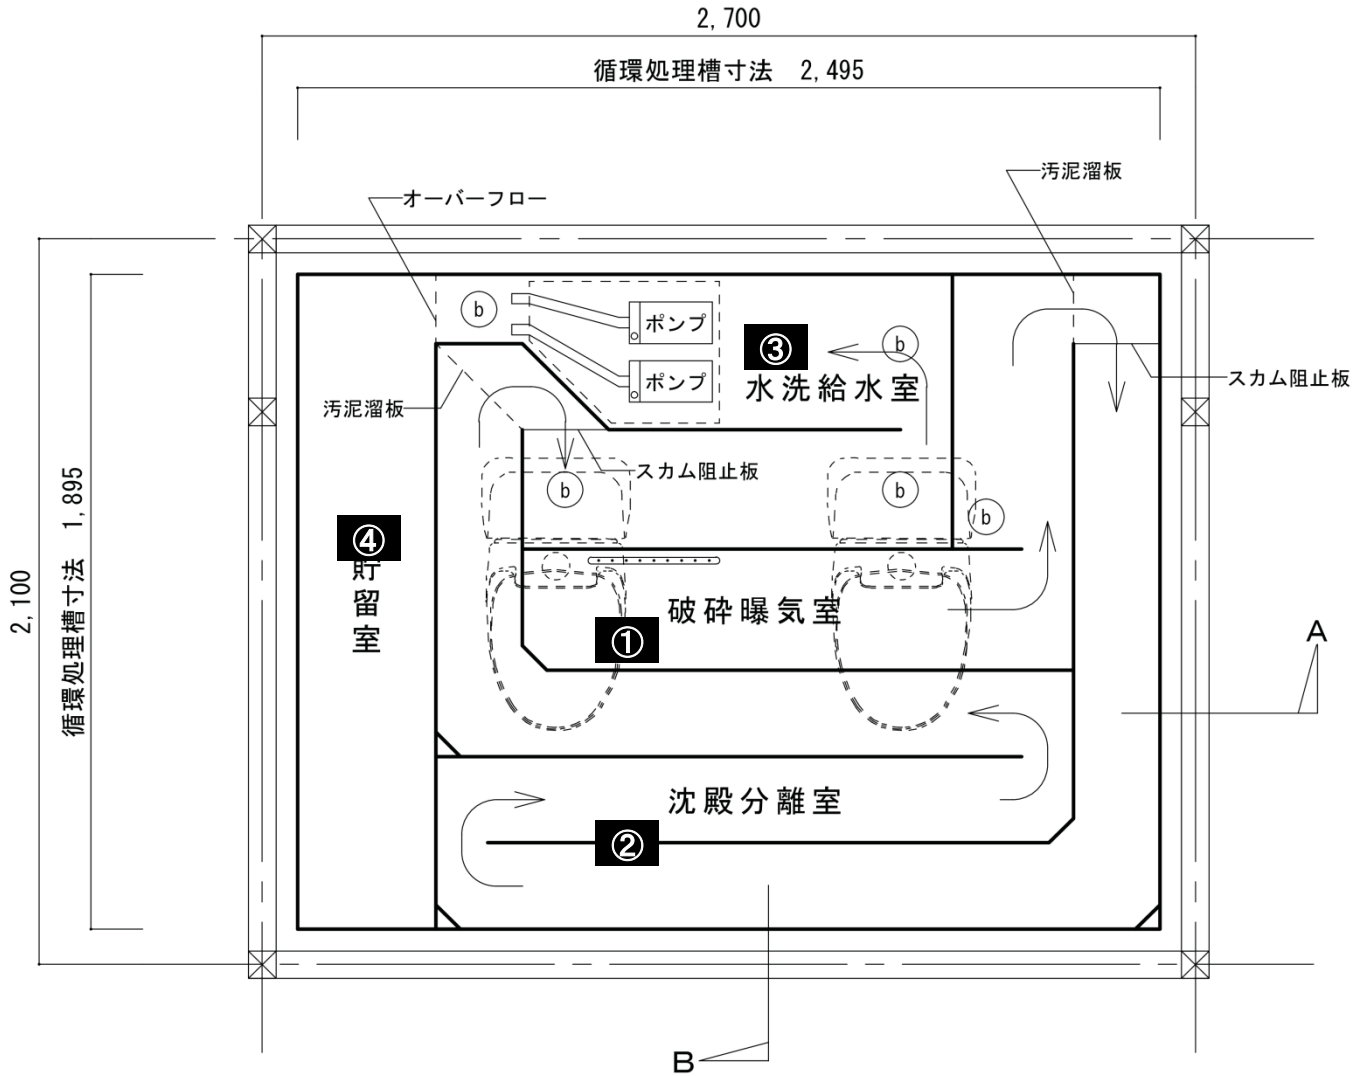 2,700
循環処理槽寸法 2,495
汚泥溜板
オーバーフロー
b
ポンプ
③
b
ポンプ
水洗給水室
スカム阻止板
汚泥溜板
スカム阻止板
b
b
b
④
貯留室
2,100
循環処理槽寸法 1,895
破砕曝気室
①
A
沈殿分離室
②
B